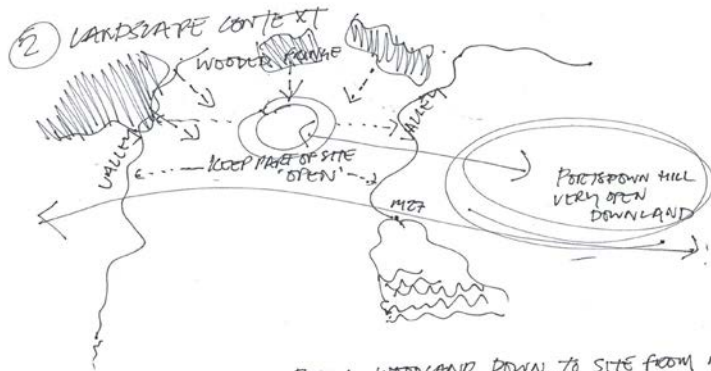 2 LANDSCAPE CONTEXT
WOODED FRINGE
VALLEY
VALLEY
KEEP PART OF SITE
'OPEN'
PORTSDOWN HILL
VERY OPEN
DOWNLAND
M27
WOODLAND DOWN TO SITE FROM